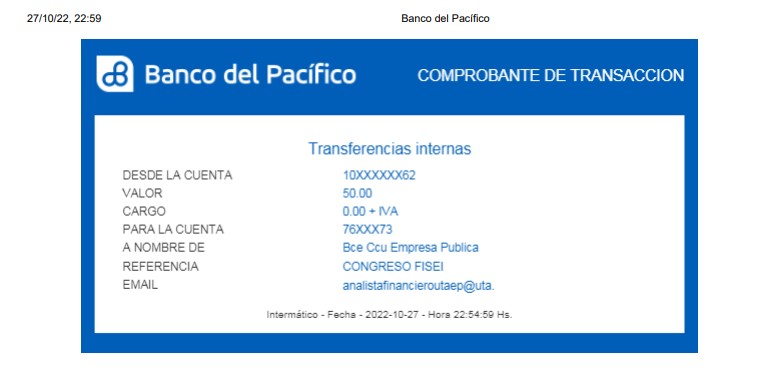 27/10/22, 22:59 Banco del Pacífico
Banco del Pacífico COMPROBANTE DE TRANSACCION
Transferencias internas
DESDE LA CUENTA 10XXXXXX62
VALOR 50.00
CARGO 0.00 + IVA
PARA LA CUENTA 76XXX73
A NOMBRE DE Bce Ccu Empresa Publica
REFERENCIA CONGRESO FISEI
EMAIL analistafinancieroutaep@uta.
Intermático - Fecha - 2022-10-27 - Hora 22:54:59 Hs.